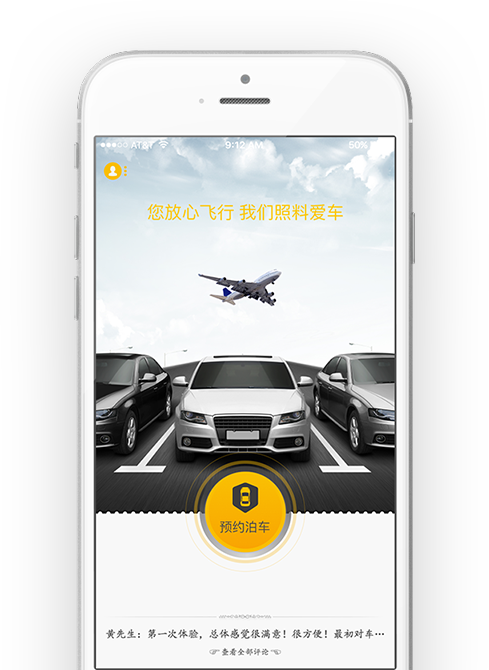 AT&T 9:12 AM 50%
您放心飞行 我们照料爱车
预约泊车
黄先生：第一次体验，总体感觉很满意！很方便！最初对车…
查看全部评论